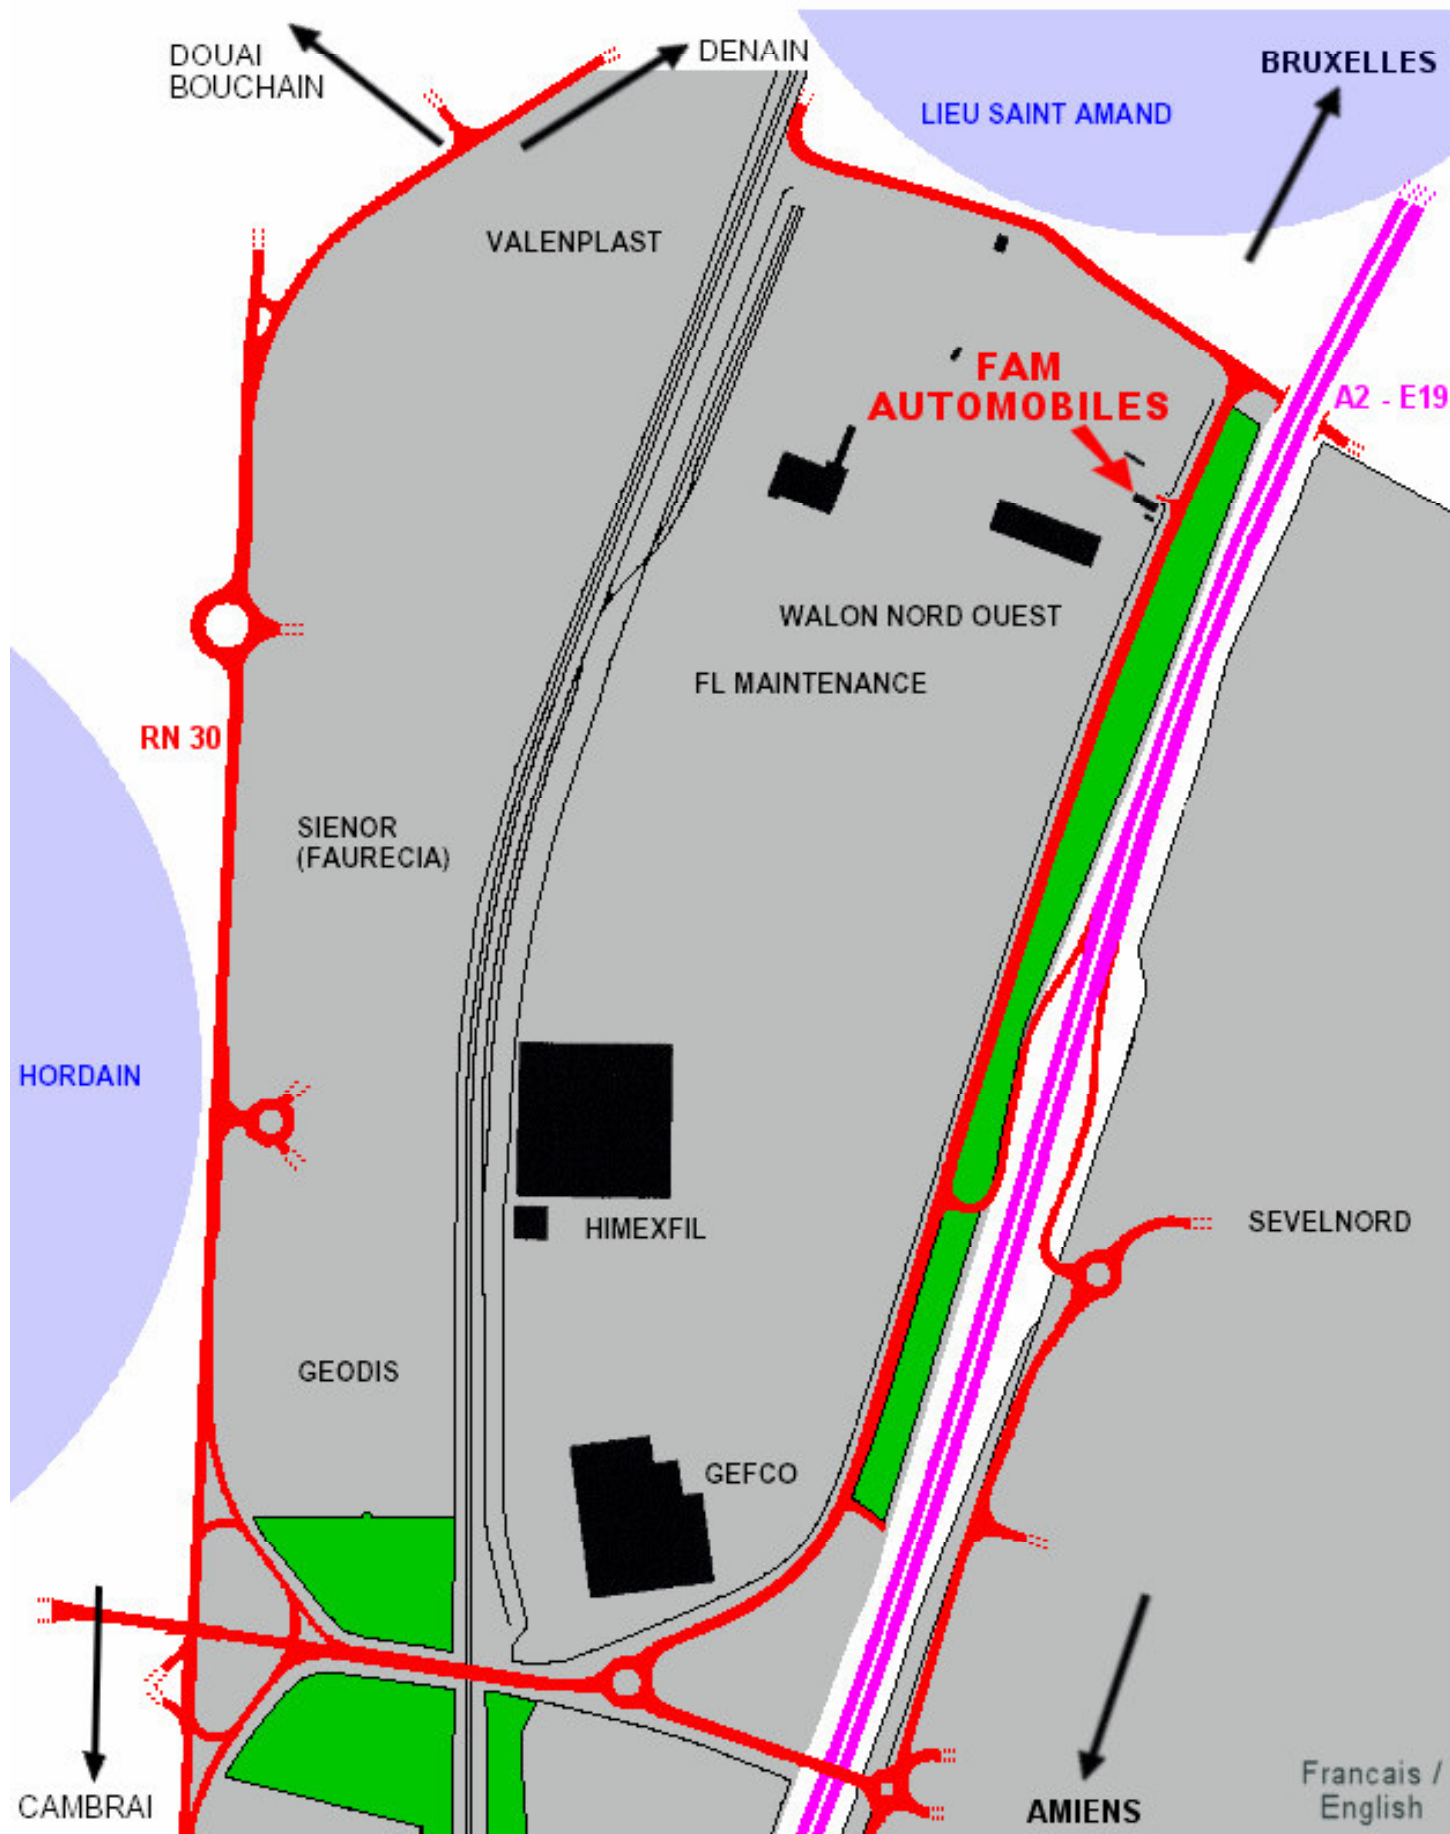 DOUAI
BOUCHAIN
DENAIN
BRUXELLES
LIEU SAINT AMAND
VALENPLAST
FAM
AUTOMOBILES
A2 - E19
WALON NORD OUEST
FL MAINTENANCE
RN 30
SIENOR
(FAURECIA)
HORDAIN
HIMEXFIL
SEVELNORD
GEODIS
GEFCO
CAMBRAI
AMIENS
Francais /
English